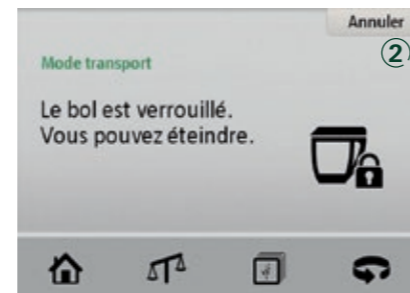 Annuler
②
Mode transport
Le bol est verrouillé.
Vous pouvez éteindre.